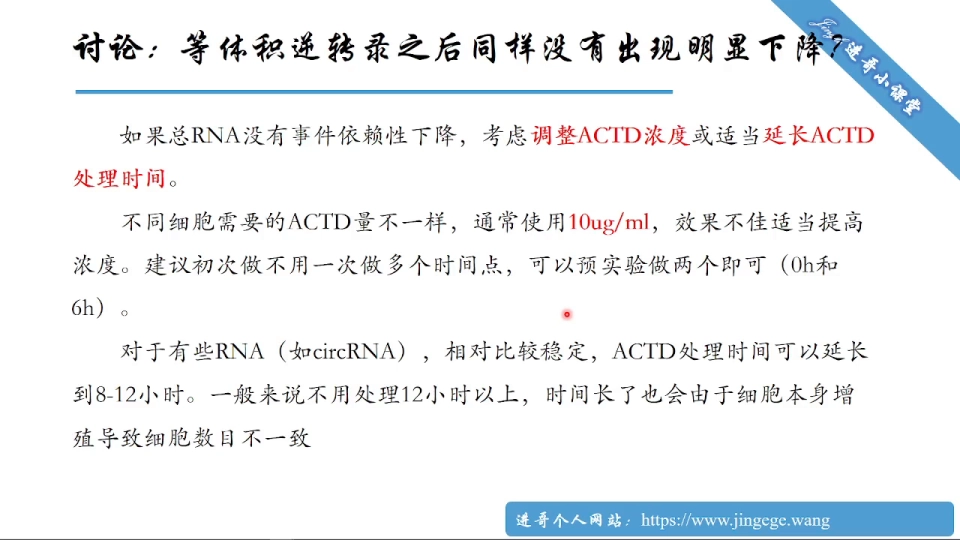 讨论：等体积逆转录之后同样没有出现明显下降？
进哥小课堂
如果总RNA没有事件依赖性下降，考虑调整ACTD浓度或适当延长ACTD
处理时间。
不同细胞需要的ACTD量不一样，通常使用10ug/ml，效果不佳适当提高
浓度。建议初次做不用一次做多个时间点，可以预实验做两个即可（0h和
6h）。
对于有些RNA（如circRNA），相对比较稳定，ACTD处理时间可以延长
到8-12小时。一般来说不用处理12小时以上，时间长了也会由于细胞本身增
殖导致细胞数目不一致
进哥个人网站：https://www.jingege.wang